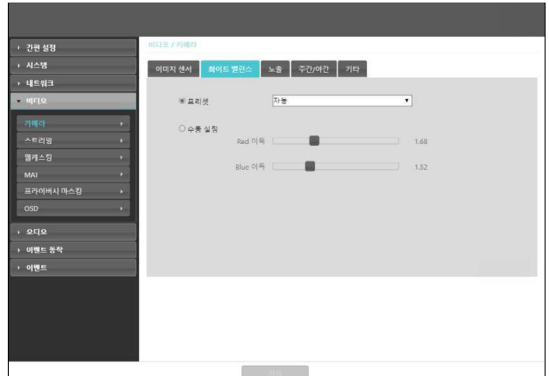 비디오 / 카메라
간편 설정
시스템
네트워크
비디오
카메라
스트리밍
웹캐스팅
MAI
프라이버시 마스킹
OSD
오디오
이벤트 동작
이벤트
이미지 센서
화이트 밸런스
노출
주간/야간
기타
프리셋
자동
수동 설정
Red 이득
1.68
Blue 이득
1.52